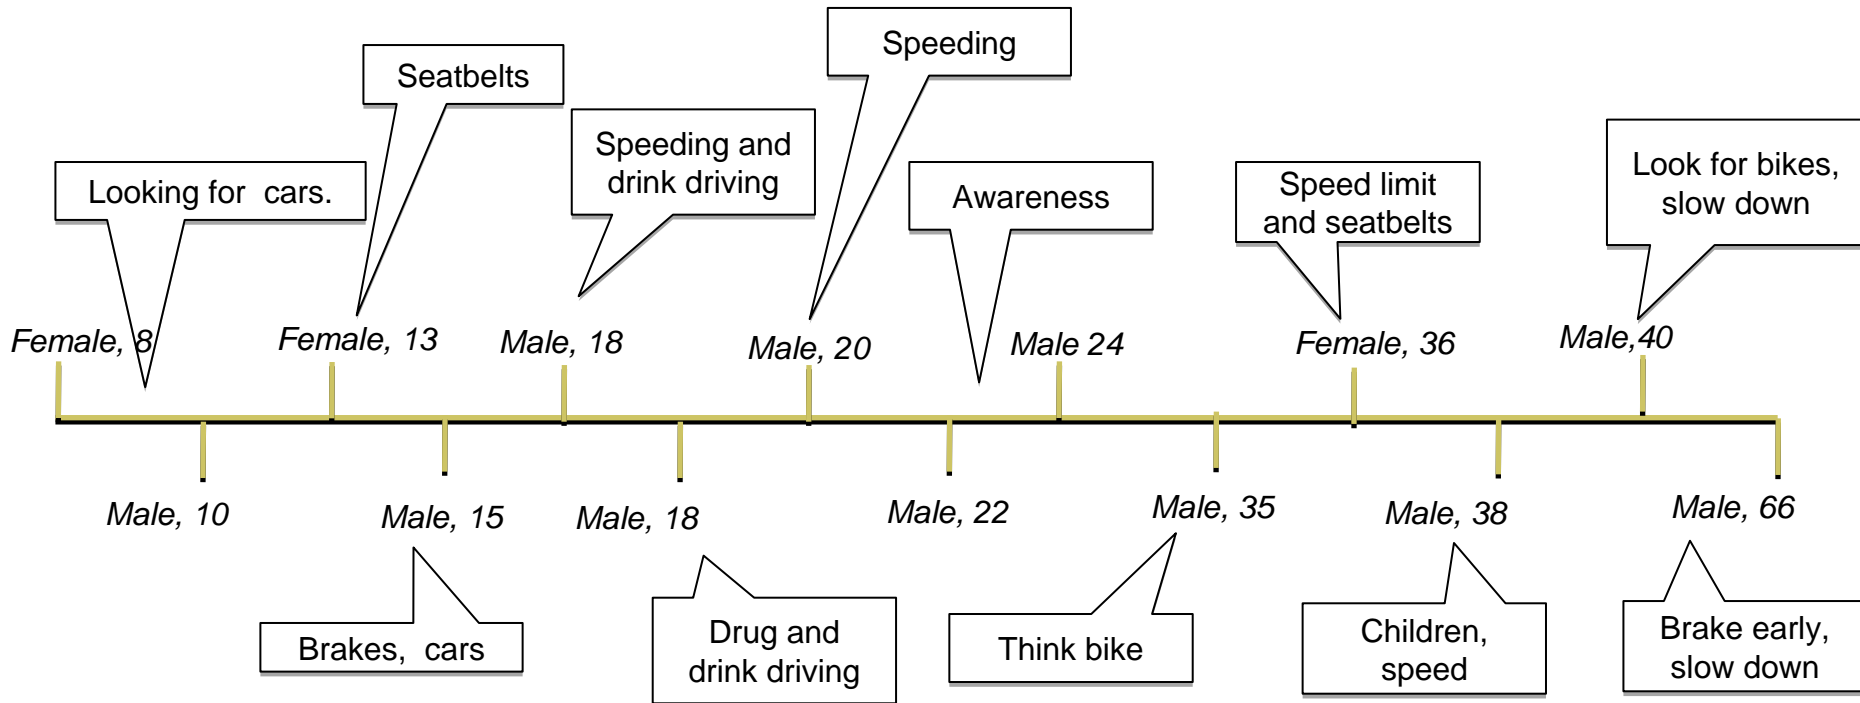 Speeding
Seatbelts
Speeding and
drink driving
Looking for cars.
Awareness
Speed limit
and seatbelts
Look for bikes,
slow down
Female, 8
Female, 13
Male, 18
Male, 20
Male 24
Female, 36
Male,40
Male, 10
Male, 15
Male, 18
Male, 22
Male, 35
Male, 38
Male, 66
Brakes, cars
Drug and
drink driving
Think bike
Children,
speed
Brake early,
slow down